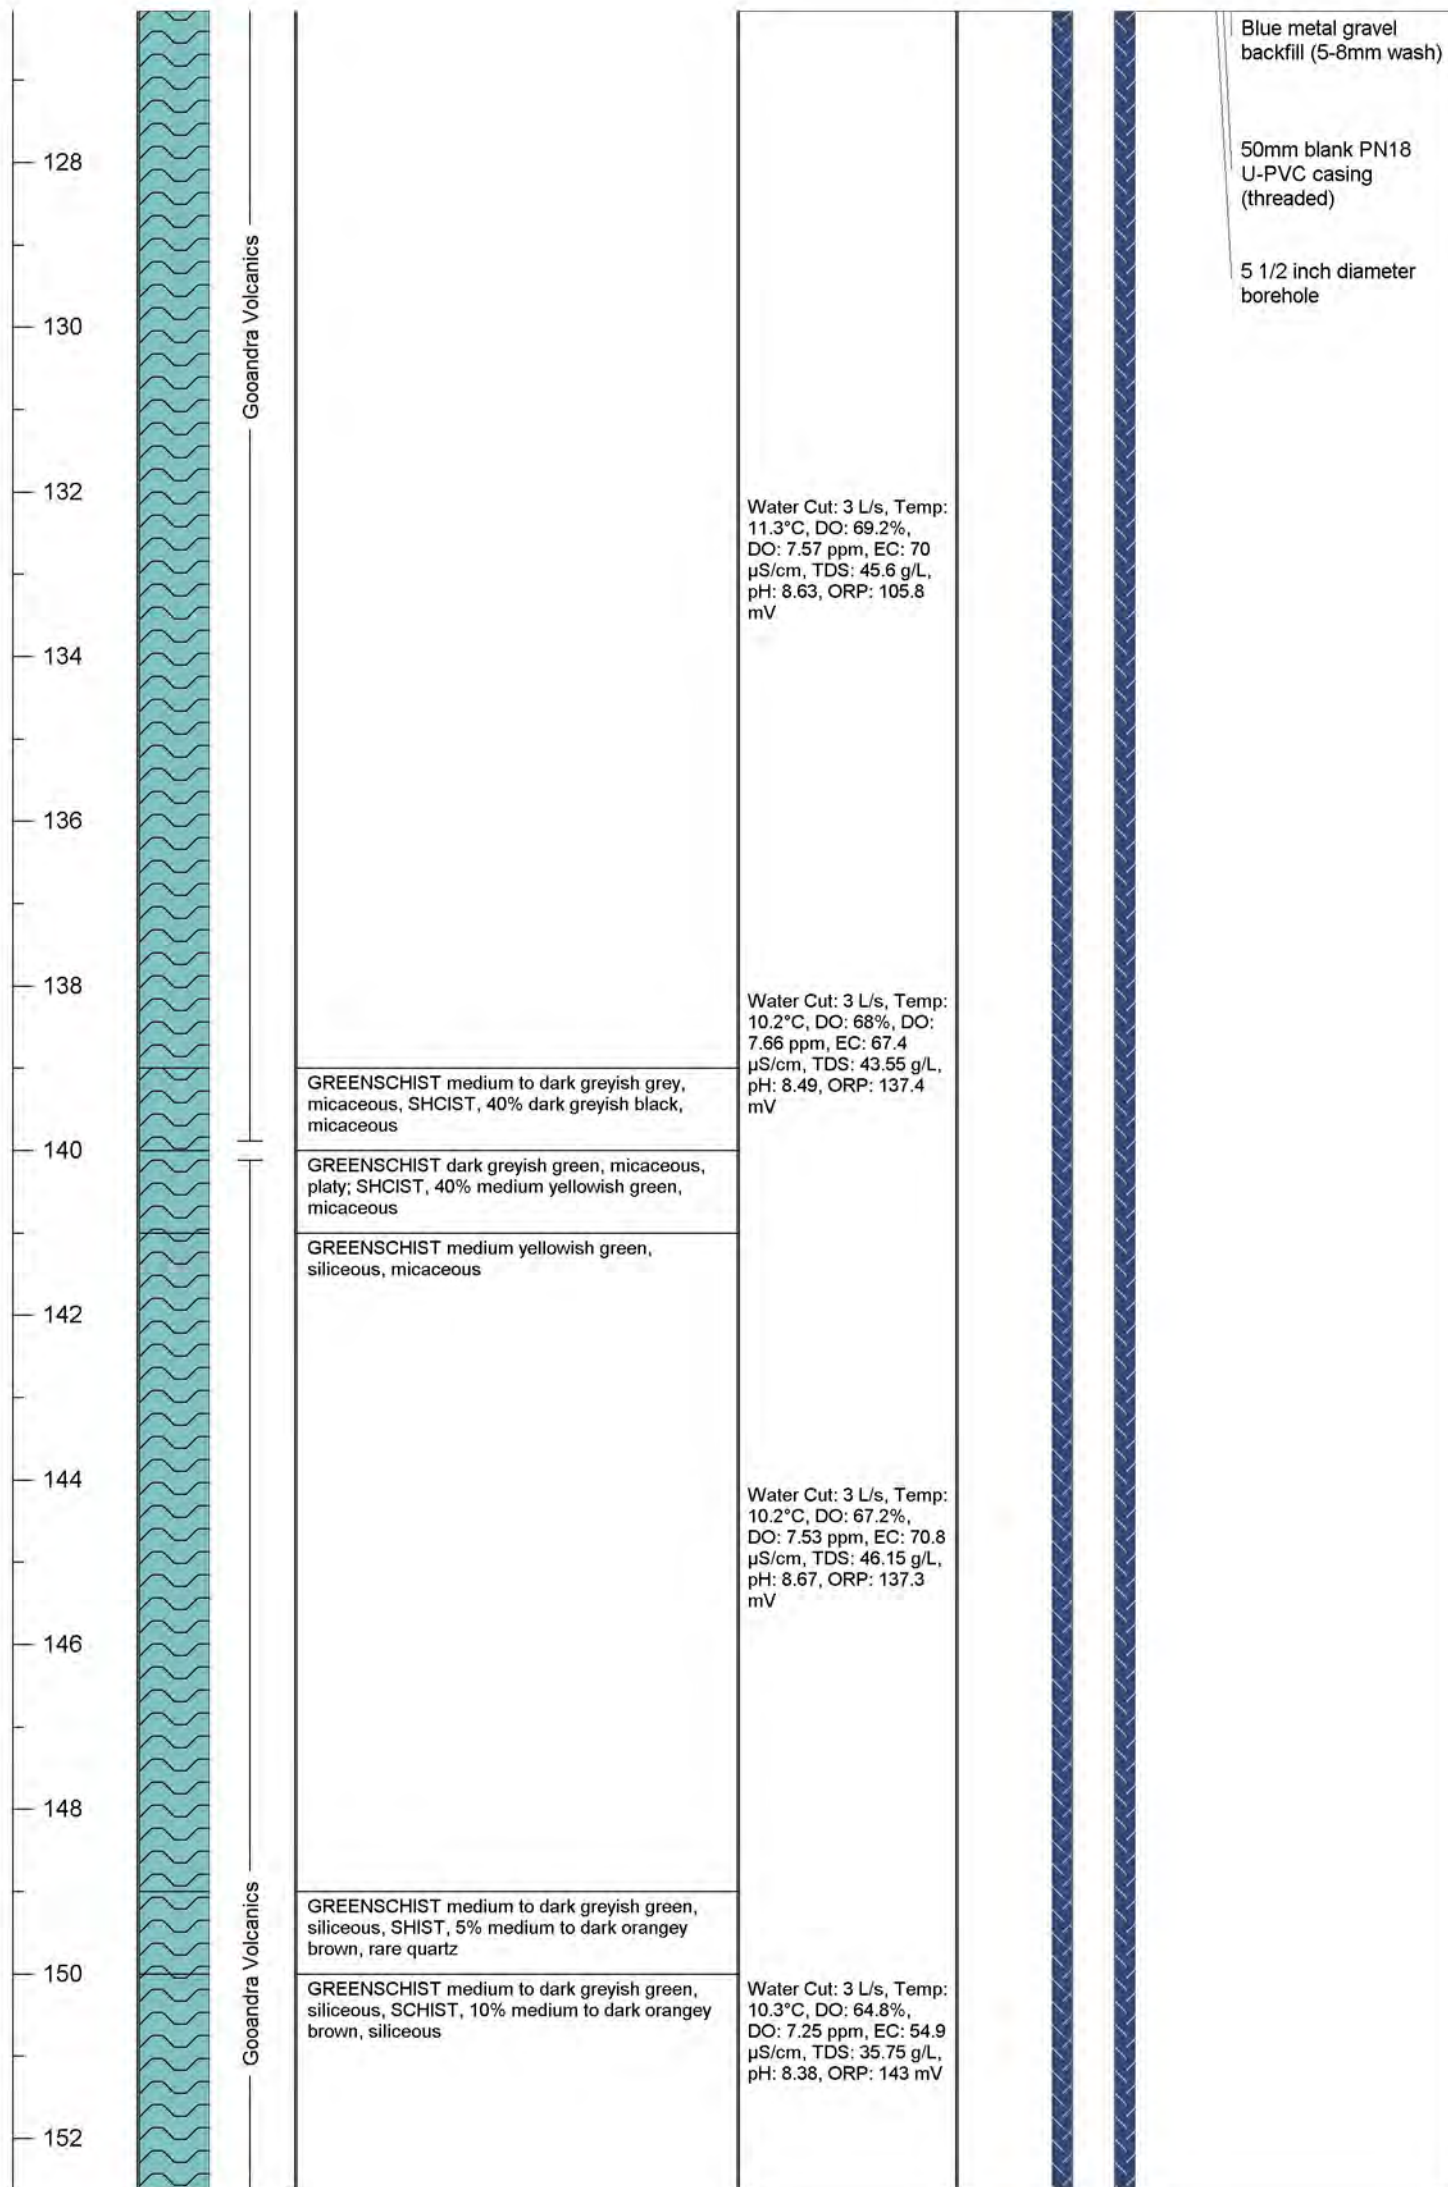 Blue metal gravel
backfill (5-8mm wash)
50mm blank PN18
U-PVC casing
(threaded)
5 1/2 inch diameter
borehole
128
130
132
134
136
138
140
142
144
146
148
150
152
Gooandra Volcanics
Gooandra Volcanics
GREENSCHIST medium to dark greyish grey,
micaceous, SHCIST, 40% dark greyish black,
micaceous
GREENSCHIST dark greyish green, micaceous,
platy; SHCIST, 40% medium yellowish green,
micaceous
GREENSCHIST medium yellowish green,
siliceous, micaceous
GREENSCHIST medium to dark greyish green,
siliceous, SHIST, 5% medium to dark orangey
brown, rare quartz
GREENSCHIST medium to dark greyish green,
siliceous, SCHIST, 10% medium to dark orangey
brown, siliceous
Water Cut: 3 L/s, Temp:
11.3°C, DO: 69.2%,
DO: 7.57 ppm, EC: 70
µS/cm, TDS: 45.6 g/L,
pH: 8.63, ORP: 105.8
mV
Water Cut: 3 L/s, Temp:
10.2°C, DO: 68%, DO:
7.66 ppm, EC: 67.4
µS/cm, TDS: 43.55 g/L,
pH: 8.49, ORP: 137.4
mV
Water Cut: 3 L/s, Temp:
10.2°C, DO: 67.2%,
DO: 7.53 ppm, EC: 70.8
µS/cm, TDS: 46.15 g/L,
pH: 8.67, ORP: 137.3
mV
Water Cut: 3 L/s, Temp:
10.3°C, DO: 64.8%,
DO: 7.25 ppm, EC: 54.9
µS/cm, TDS: 35.75 g/L,
pH: 8.38, ORP: 143 mV